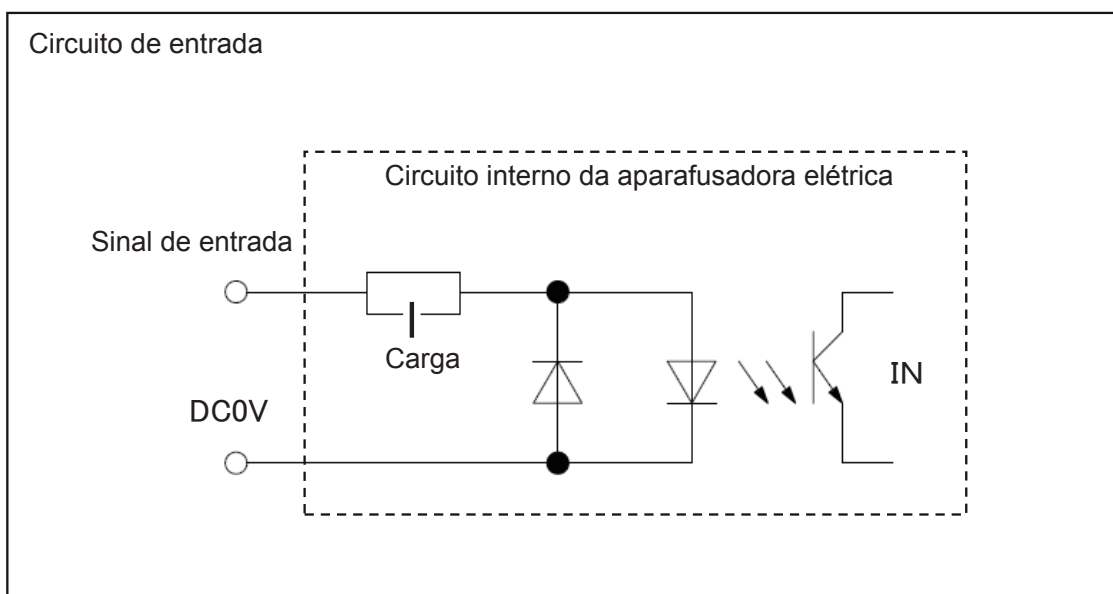 Circuito de entrada
Circuito interno da aparafusadora elétrica
Sinal de entrada
Carga
DC0V
IN